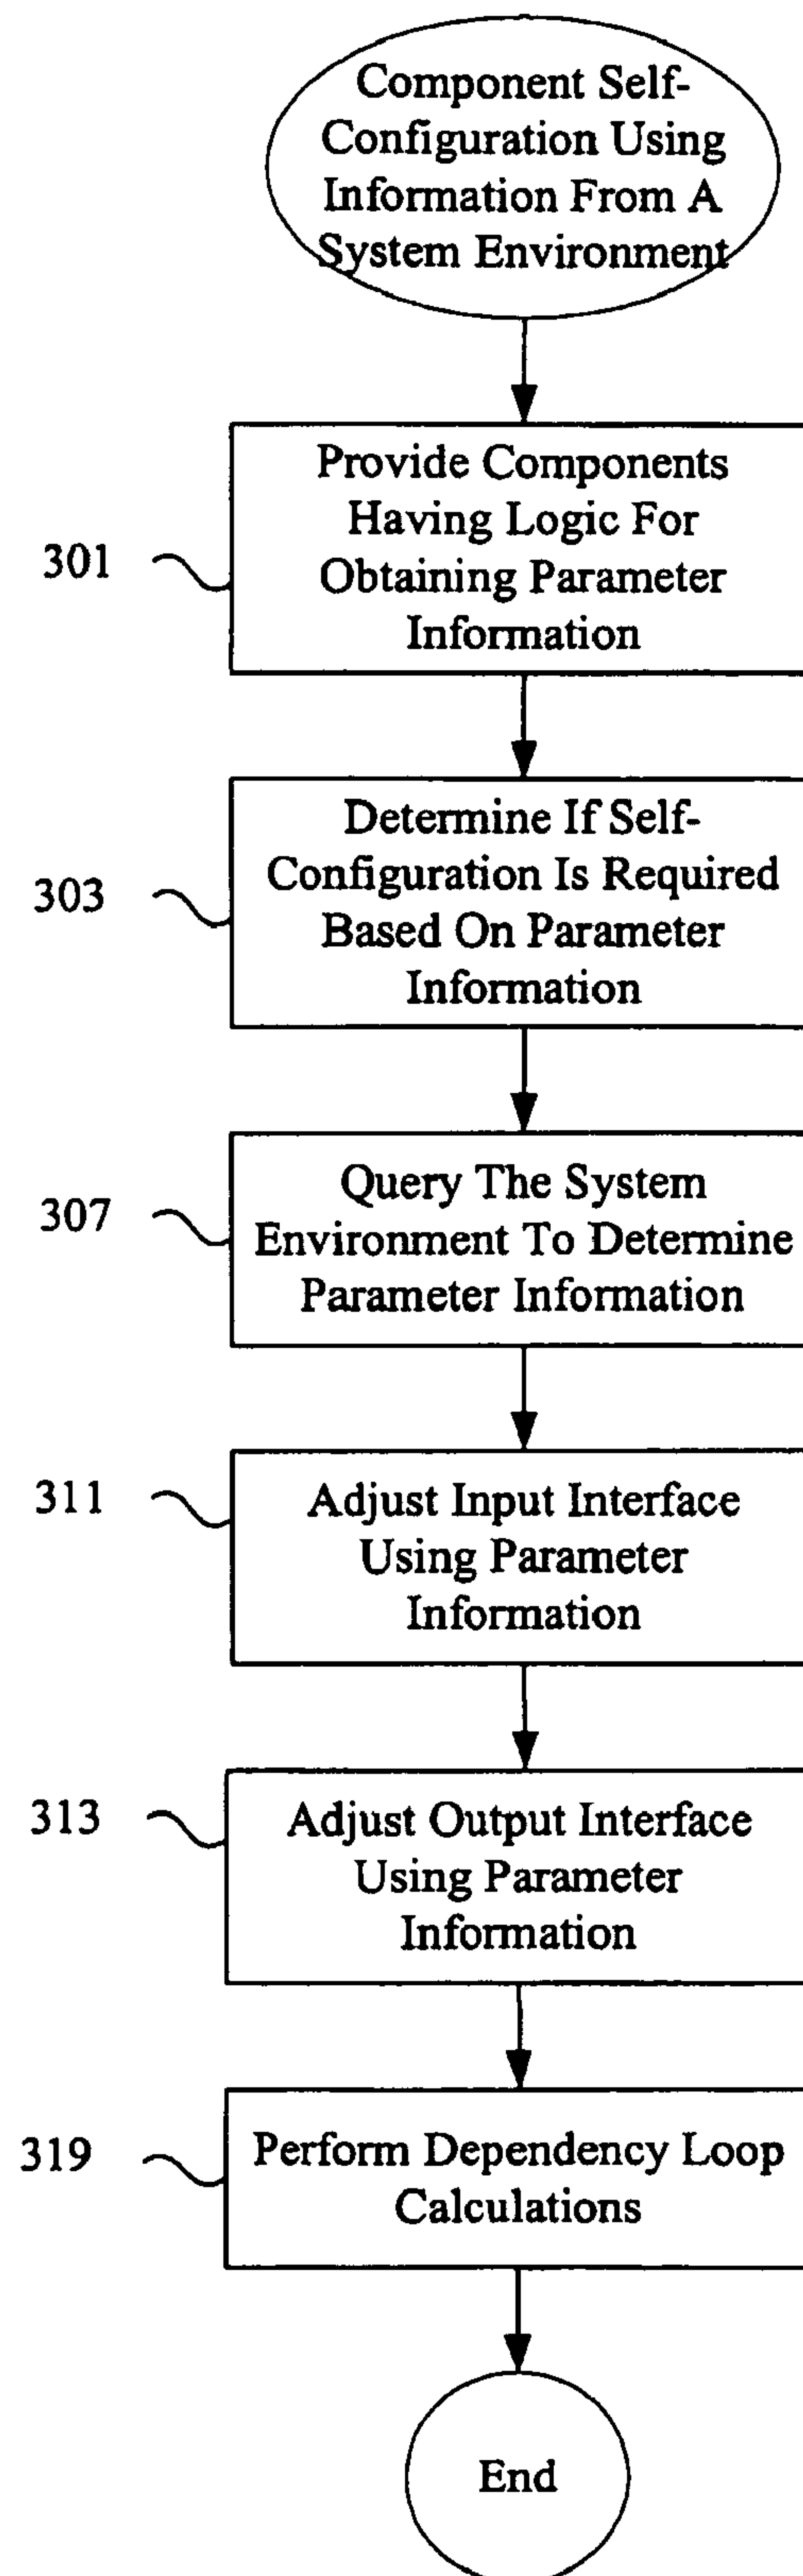 Component Self-
Configuration Using
Information From A
System Environment
301
Provide Components
Having Logic For
Obtaining Parameter
Information
303
Determine If Self-
Configuration Is Required
Based On Parameter
Information
307
Query The System
Environment To Determine
Parameter Information
311
Adjust Input Interface
Using Parameter
Information
313
Adjust Output Interface
Using Parameter
Information
319
Perform Dependency Loop
Calculations
End